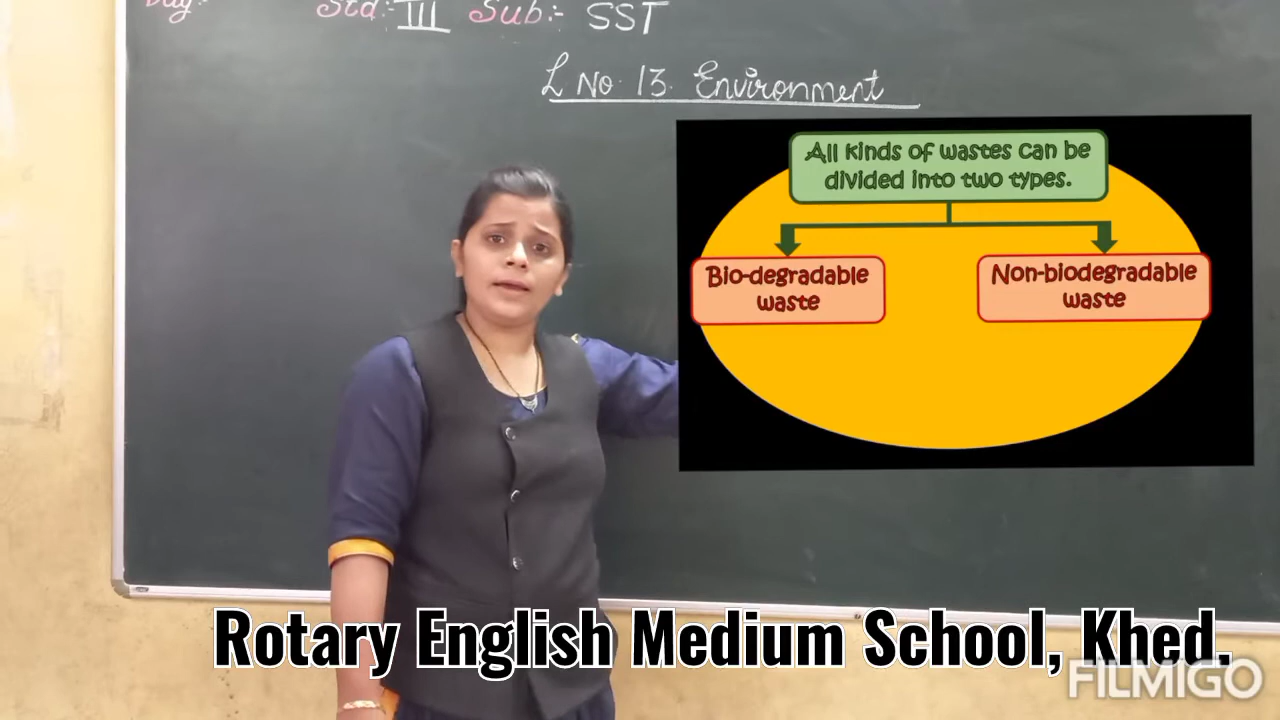 Day:-
Std:- III Sub:- SST
L No. 13. Environment
All kinds of wastes can be
divided into two types.
Bio-degradable
waste
Non-biodegradable
waste
Rotary English Medium School, Khed.
FILMIGO